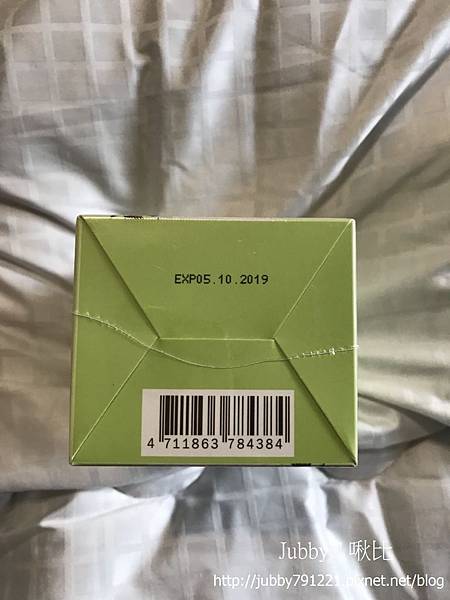 EXP05.10.2019
4 711863 784384
Jubby 啾比
http://jubby791221.pixnet.net/blog